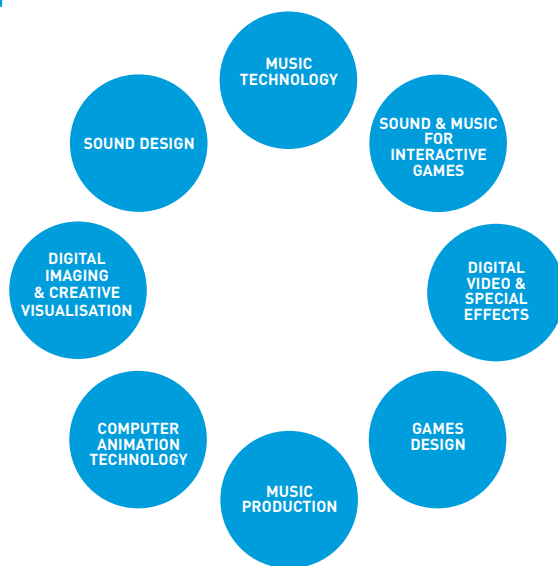 MUSIC
TECHNOLOGY
SOUND & MUSIC
FOR
INTERACTIVE
GAMES
DIGITAL
VIDEO &
SPECIAL
EFFECTS
GAMES
DESIGN
MUSIC
PRODUCTION
COMPUTER
ANIMATION
TECHNOLOGY
DIGITAL
IMAGING
& CREATIVE
VISUALISATION
SOUND DESIGN